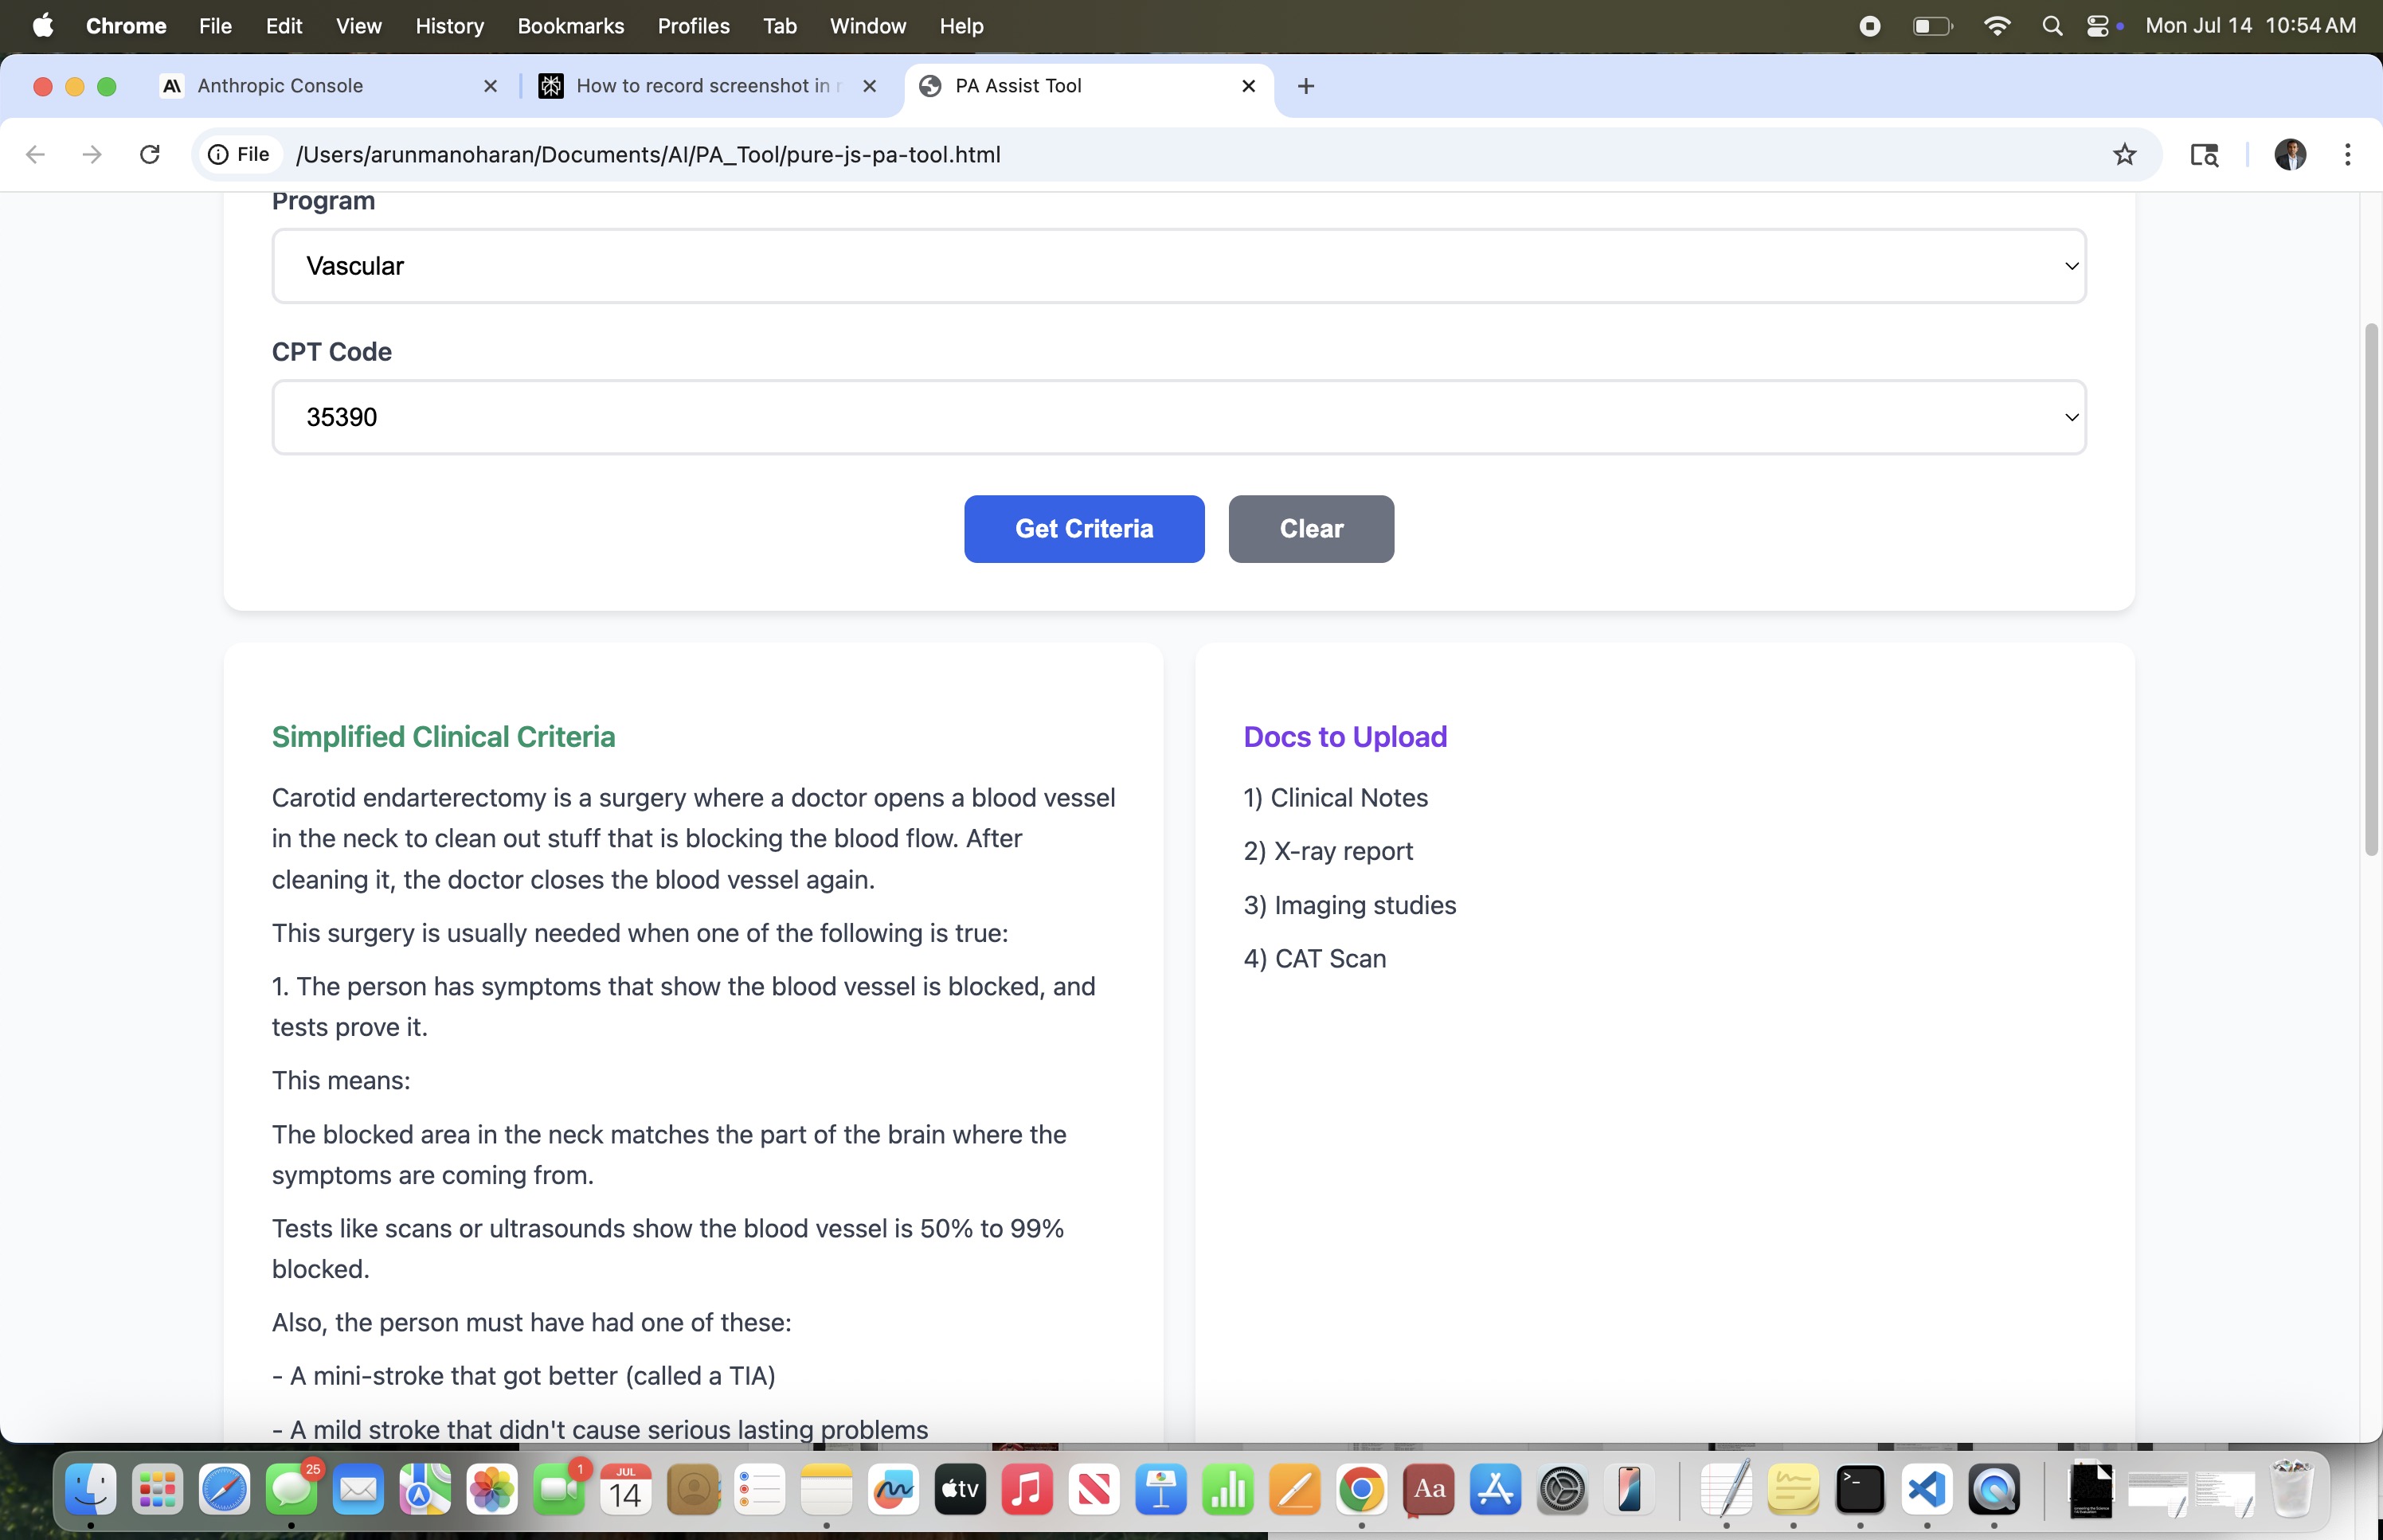 Chrome File Edit View History Bookmarks Profiles Tab Window Help Mon Jul 14 10:54 AM
Anthropic Console
How to record screenshot in
PA Assist Tool
File /Users/arunmanoharan/Documents/AI/PA_Tool/pure-js-pa-tool.html
Program
Vascular
CPT Code
35390
Get Criteria Clear
Simplified Clinical Criteria
Carotid endarterectomy is a surgery where a doctor opens a blood vessel
in the neck to clean out stuff that is blocking the blood flow. After
cleaning it, the doctor closes the blood vessel again.
This surgery is usually needed when one of the following is true:
1. The person has symptoms that show the blood vessel is blocked, and
tests prove it.
This means:
The blocked area in the neck matches the part of the brain where the
symptoms are coming from.
Tests like scans or ultrasounds show the blood vessel is 50% to 99%
blocked.
Also, the person must have had one of these:
- A mini-stroke that got better (called a TIA)
- A mild stroke that didn't cause serious lasting problems
Docs to Upload
1) Clinical Notes
2) X-ray report
3) Imaging studies
4) CAT Scan
25
1
JUL
14
tv
Aa